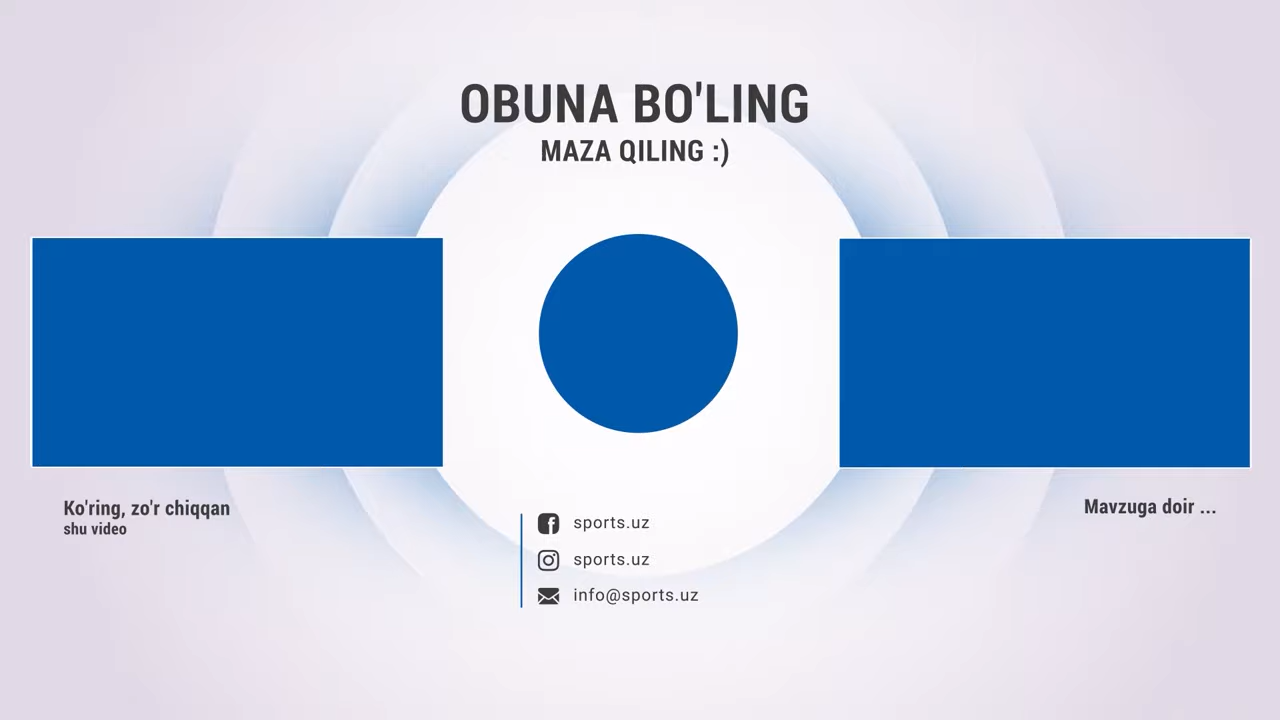 OBUNA BO'LING
MAZA QILING :)
Ko'ring, zo'r chiqqan
shu video
Mavzuga doir ...
sports.uz
sports.uz
info@sports.uz